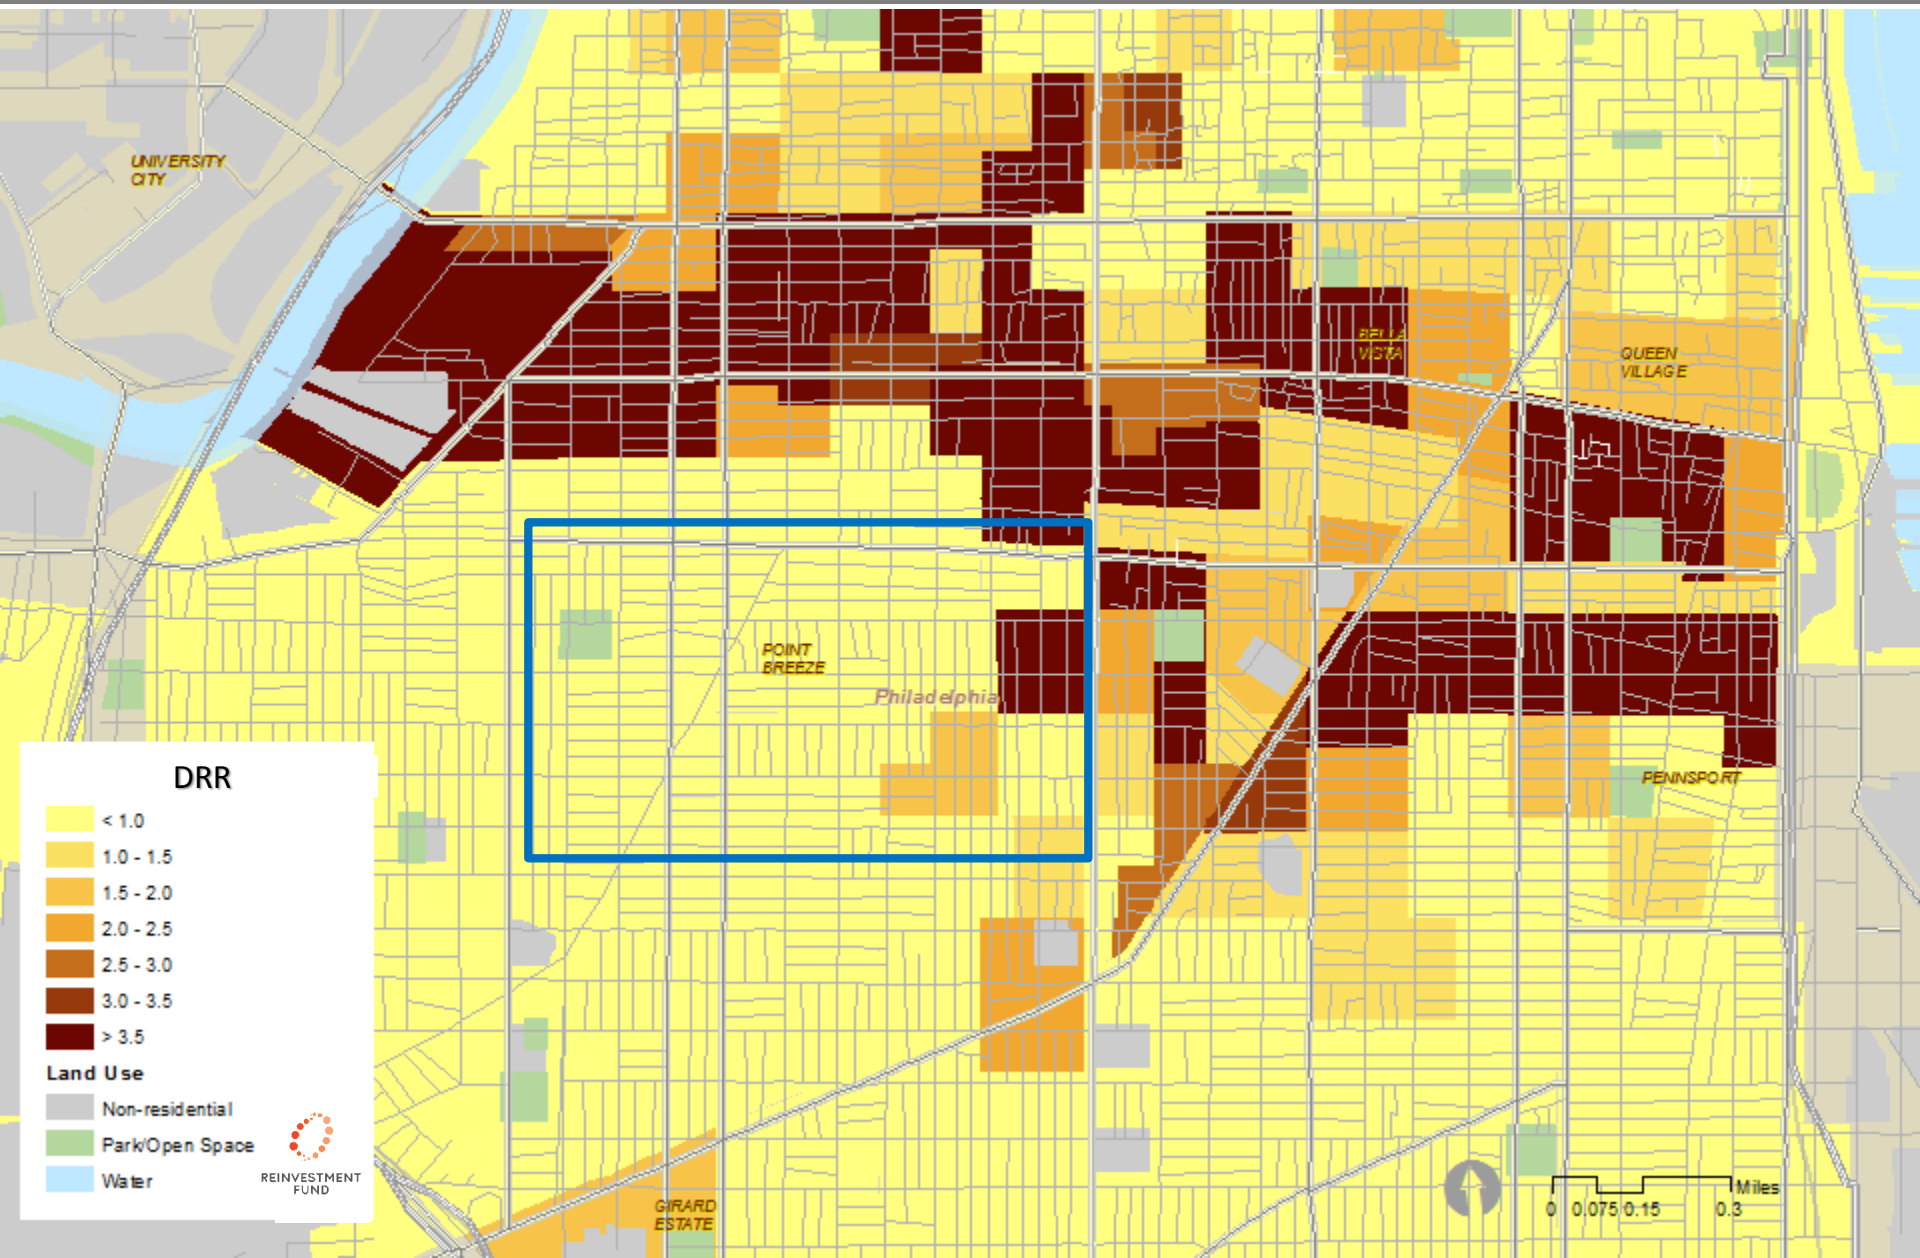 UNIVERSITY
CITY
BELLA
VISTA
QUEEN
VILLAGE
POINT
BREEZE
Philadelphia
PENNSPORT
GIRARD
ESTATE
DRR
< 1.0
1.0 - 1.5
1.5 - 2.0
2.0 - 2.5
2.5 - 3.0
3.0 - 3.5
> 3.5
Land Use
Non-residential
Park/Open Space
Water
REINVESTMENT
FUND
Miles
0 0.075 0.15 0.3